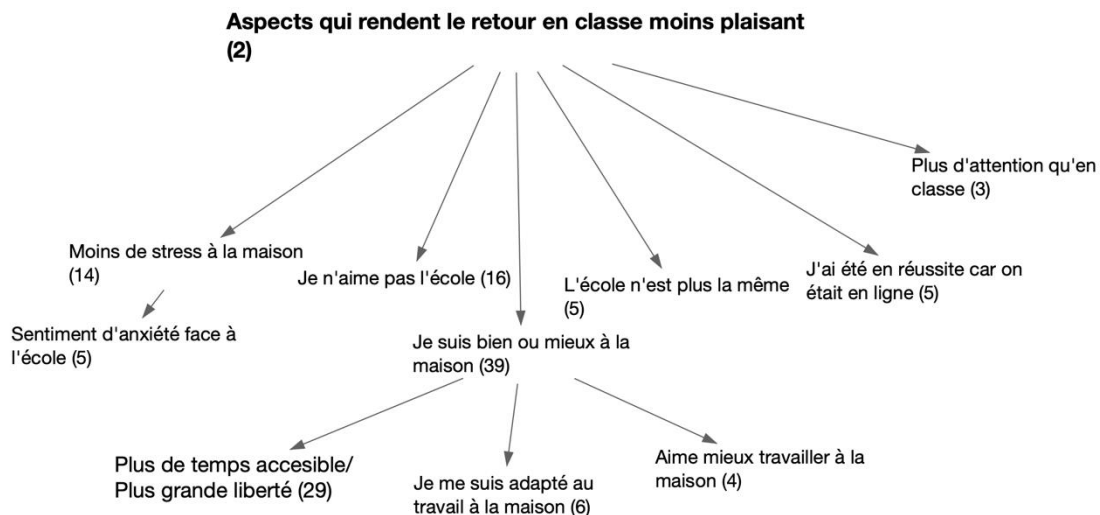 Aspects qui rendent le retour en classe moins plaisant
(2)
Plus d'attention qu'en
classe (3)
Moins de stress à la maison
(14)
Je n'aime pas l'école (16)
L'école n'est plus la même
(5)
J'ai été en réussite car on
était en ligne (5)
Sentiment d'anxiété face à
l'école (5)
Je suis bien ou mieux à la
maison (39)
Plus de temps accesible/
Plus grande liberté (29)
Je me suis adapté au
travail à la maison (6)
Aime mieux travailler à la
maison (4)